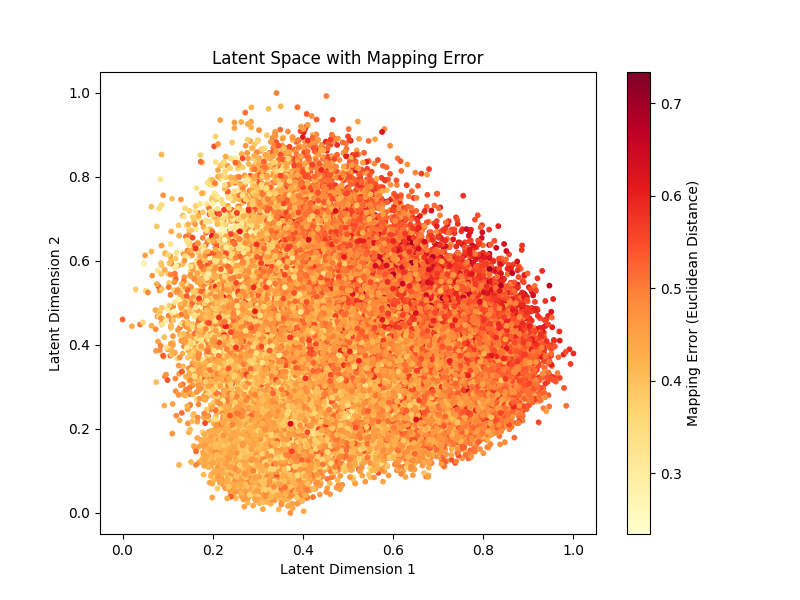 Latent Space with Mapping Error
Latent Dimension 2
1.0
0.8
0.6
0.4
0.2
0.0
0.0 0.2 0.4 0.6 0.8 1.0
Latent Dimension 1
0.7
0.6
0.5
0.4
0.3
Mapping Error (Euclidean Distance)